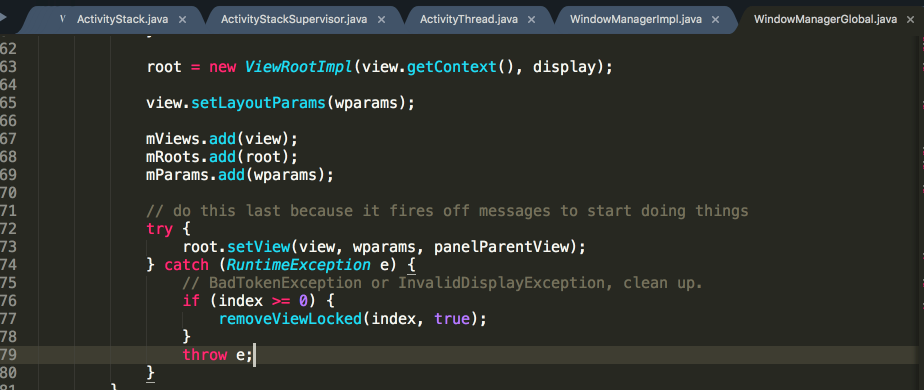 V ActivityStack.java × ActivityStackSupervisor.java × ActivityThread.java × WindowManagerImpl.java × WindowManagerGlobal.java ×
62 }
63 root = new ViewRootImpl(view.getContext(), display);
64
65 view.setLayoutParams(wparams);
66
67 mViews.add(view);
68 mRoots.add(root);
69 mParams.add(wparams);
70
71 // do this last because it fires off messages to start doing things
72 try {
73 root.setView(view, wparams, panelParentView);
74 } catch (RuntimeException e) {
75 // BadTokenException or InvalidDisplayException, clean up.
76 if (index >= 0) {
77 removeViewLocked(index, true);
78 }
79 throw e;
80 }
81 }